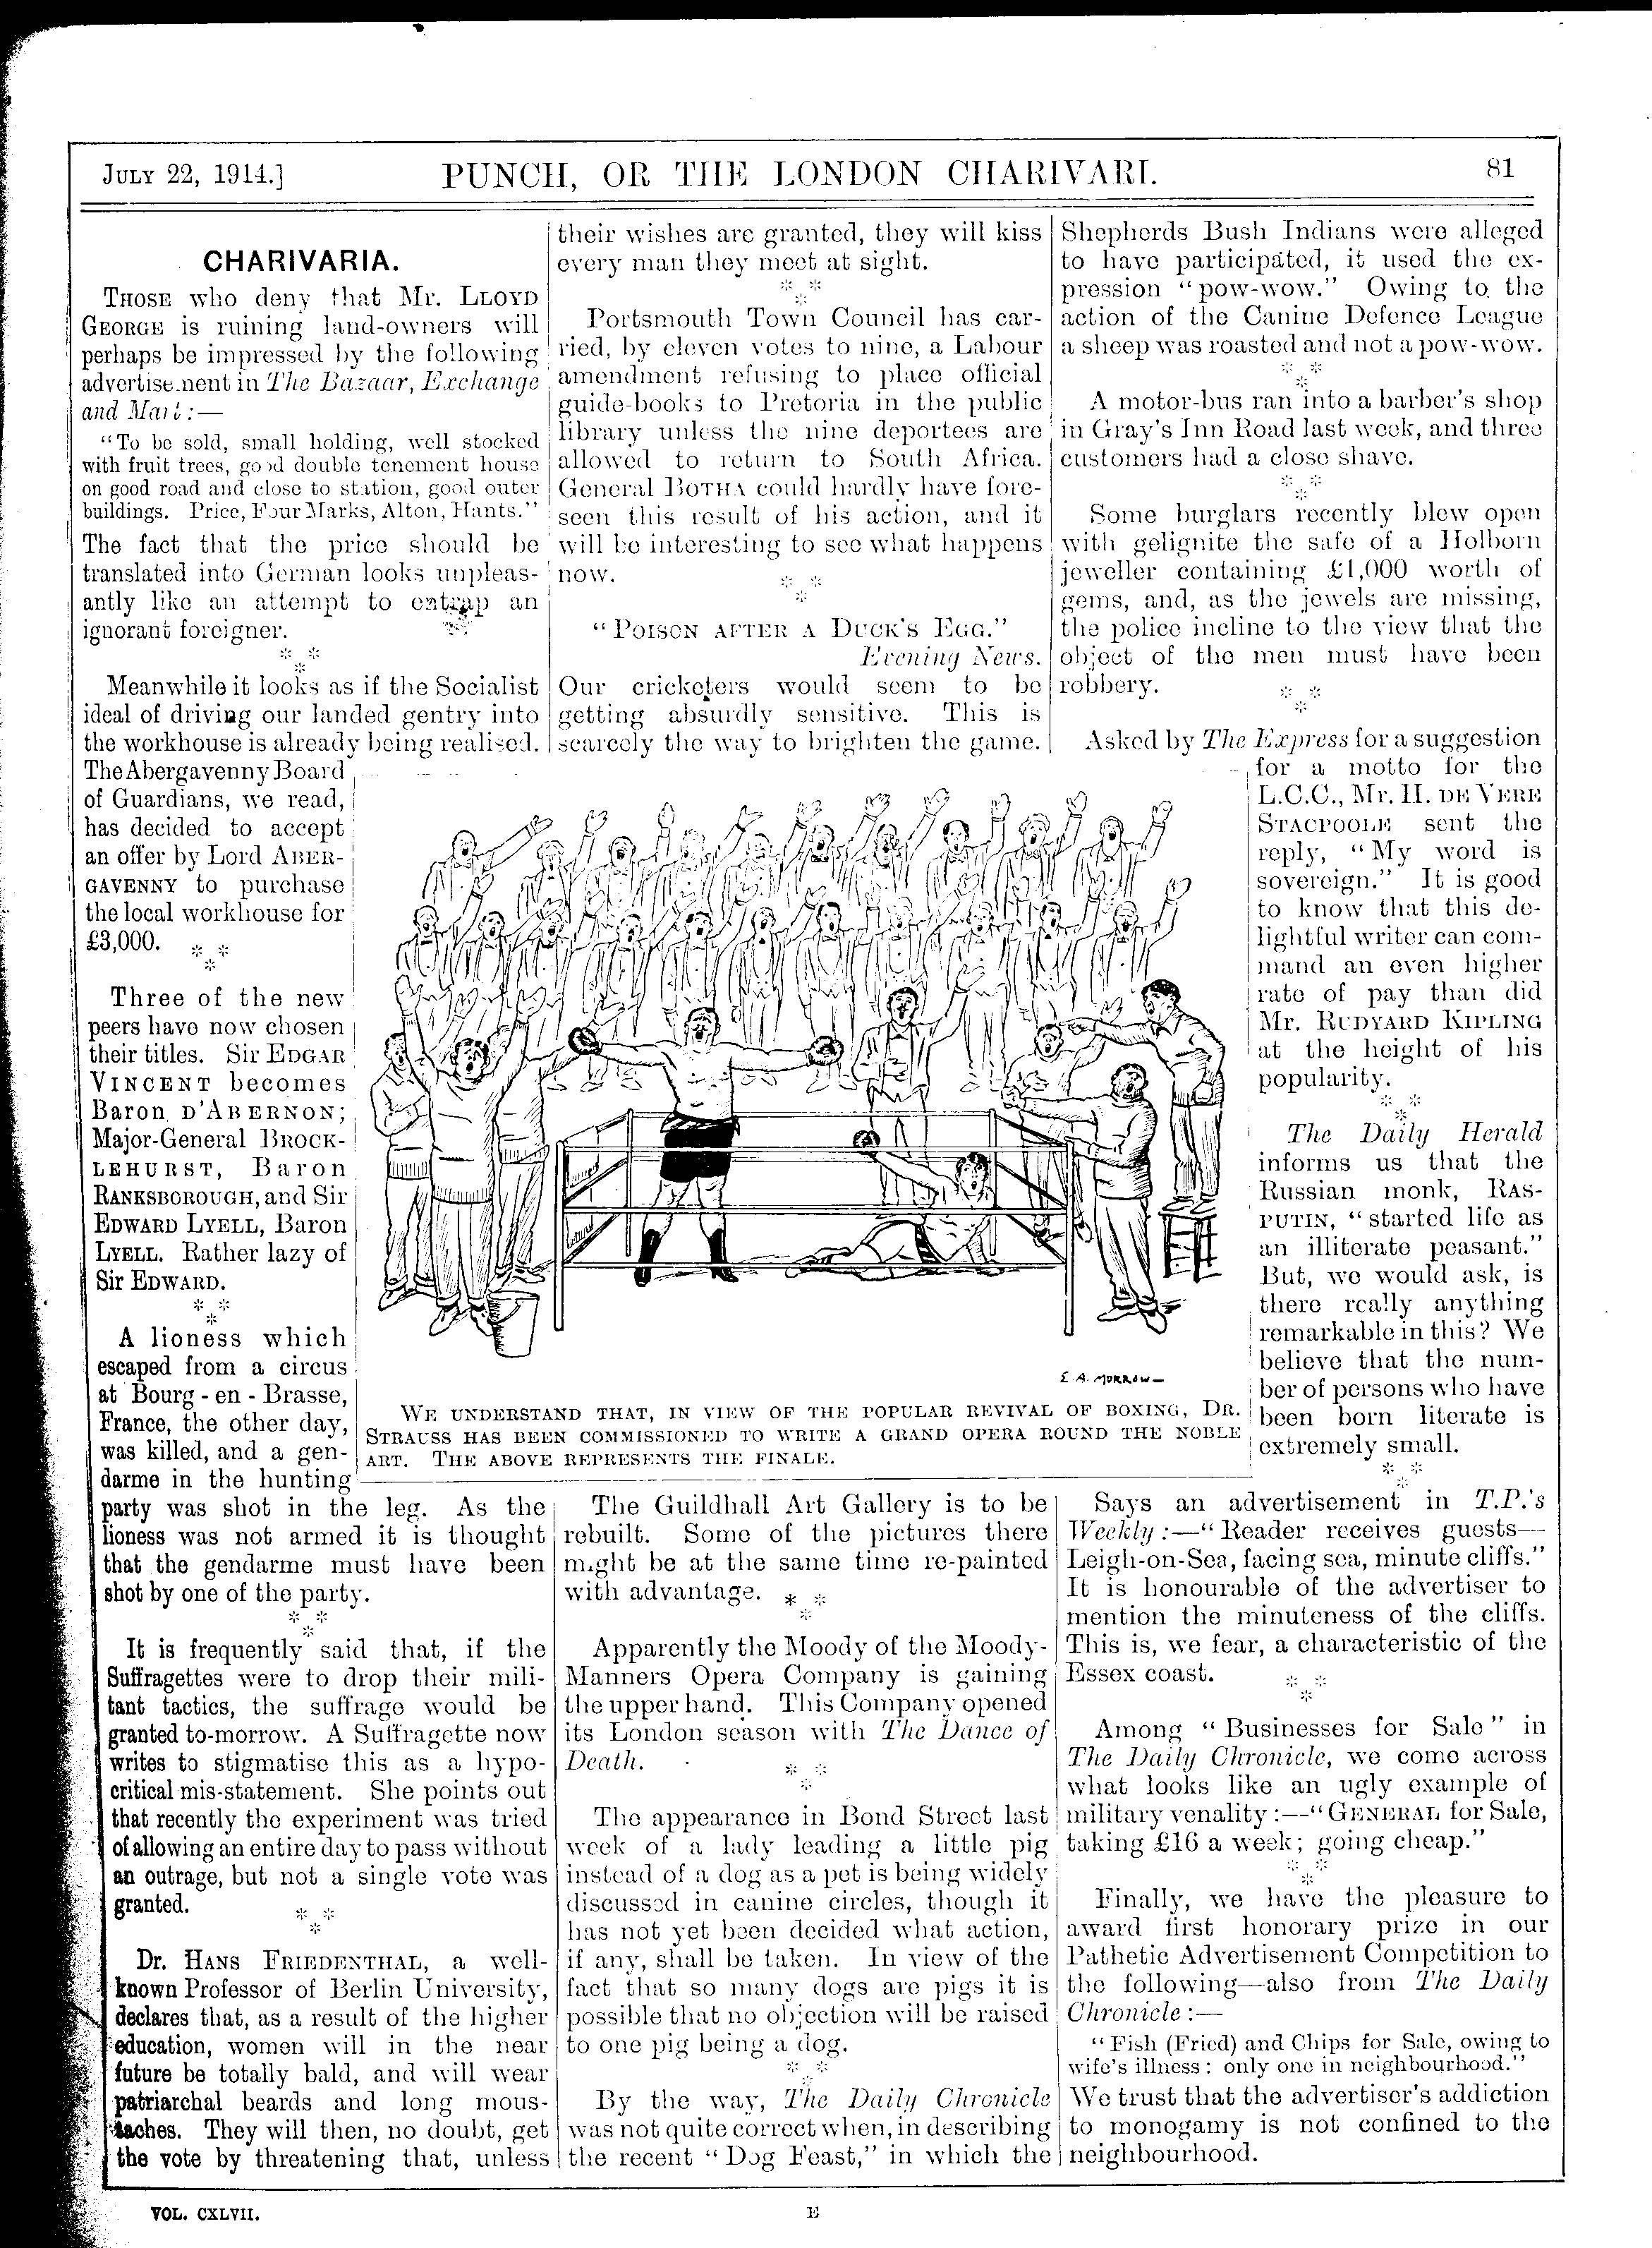 JULY 22, 1914.]
PUNCH, OR THE LONDON CHARIVARI.
81
CHARIVARIA.
THOSE who deny that Mr. LLOYD
GEORGE is ruining land-owners will
perhaps be impressed by the following
advertisement in The Bazaar, Exchange
and Mart:—
"To be sold, small holding, well stocked
with fruit trees, good double tenement house
on good road and close to station, good outer
buildings. Price, Four Marks, Alton, Hants."
The fact that the price should be
translated into German looks unpleas-
antly like an attempt to entrap an
ignorant foreigner.
* *
*
Meanwhile it looks as if the Socialist
ideal of driving our landed gentry into
the workhouse is already being realised.
The Abergavenny Board
of Guardians, we read,
has decided to accept
an offer by Lord ABER-
GAVENNY to purchase
the local workhouse for
£3,000.
* *
*
Three of the new
peers have now chosen
their titles. Sir EDGAR
VINCENT becomes
Baron D'ABERNON;
Major-General BROCK-
LEHURST, Baron
RANKSBOROUGH, and Sir
EDWARD LYELL, Baron
LYELL. Rather lazy of
Sir EDWARD.
* *
*
A lioness which
escaped from a circus
at Bourg-en-Brasse,
France, the other day,
was killed, and a gen-
darme in the hunting
party was shot in the leg. As the
lioness was not armed it is thought
that the gendarme must have been
shot by one of the party.
* *
*
It is frequently said that, if the
Suffragettes were to drop their mili-
tant tactics, the suffrage would be
granted to-morrow. A Suffragette now
writes to stigmatise this as a hypo-
critical mis-statement. She points out
that recently the experiment was tried
of allowing an entire day to pass without
an outrage, but not a single vote was
granted.
* *
*
Dr. HANS FRIEDENTHAL, a well-
known Professor of Berlin University,
declares that, as a result of the higher
education, women will in the near
future be totally bald, and will wear
patriarchal beards and long mous-
taches. They will then, no doubt, get
the vote by threatening that, unless
their wishes are granted, they will kiss
every man they meet at sight.
* *
*
Portsmouth Town Council has car-
ried, by eleven votes to nine, a Labour
amendment refusing to place official
guide-books to Pretoria in the public
library unless the nine deportees are
allowed to return to South Africa.
General BOTHA could hardly have fore-
seen this result of his action, and it
will be interesting to see what happens
now.
* *
*
"POISON AFTER A DUCK'S EGG."
Evening News.
Our cricketers would seem to be
getting absurdly sensitive. This is
scarcely the way to brighten the game.
E. A. MORROW—
WE UNDERSTAND THAT, IN VIEW OF THE POPULAR REVIVAL OF BOXING, DR.
STRAUSS HAS BEEN COMMISSIONED TO WRITE A GRAND OPERA ROUND THE NOBLE
ART. THE ABOVE REPRESENTS THE FINALE.
The Guildhall Art Gallery is to be
rebuilt. Some of the pictures there
might be at the same time re-painted
with advantage.
* *
*
Apparently the Moody of the Moody-
Manners Opera Company is gaining
the upper hand. This Company opened
its London season with The Dance of
Death.
* *
*
The appearance in Bond Street last
week of a lady leading a little pig
instead of a dog as a pet is being widely
discussed in canine circles, though it
has not yet been decided what action,
if any, shall be taken. In view of the
fact that so many dogs are pigs it is
possible that no objection will be raised
to one pig being a dog.
* *
*
By the way, The Daily Chronicle
was not quite correct when, in describing
the recent "Dog Feast," in which the
Shepherds Bush Indians were alleged
to have participated, it used the ex-
pression "pow-wow." Owing to the
action of the Canine Defence League
a sheep was roasted and not a pow-wow.
* *
*
A motor-bus ran into a barber's shop
in Gray's Inn Road last week, and three
customers had a close shave.
* *
*
Some burglars recently blew open
with gelignite the safe of a Holborn
jeweller containing £1,000 worth of
gems, and, as the jewels are missing,
the police incline to the view that the
object of the men must have been
robbery.
* *
*
Asked by The Express for a suggestion
for a motto for the
L.C.C., Mr. H. DE VERE
STACPOOLE sent the
reply, "My word is
sovereign." It is good
to know that this de-
lightful writer can com-
mand an even higher
rate of pay than did
Mr. RUDYARD KIPLING
at the height of his
popularity.
* *
*
The Daily Herald
informs us that the
Russian monk, RAS-
PUTIN, "started life as
an illiterate peasant."
But, we would ask, is
there really anything
remarkable in this? We
believe that the num-
ber of persons who have
been born literate is
extremely small.
* *
*
Says an advertisement in T.P.'s
Weekly:—"Reader receives guests—
Leigh-on-Sea, facing sea, minute cliffs."
It is honourable of the advertiser to
mention the minuteness of the cliffs.
This is, we fear, a characteristic of the
Essex coast.
* *
*
Among "Businesses for Sale" in
The Daily Chronicle, we come across
what looks like an ugly example of
military venality:—"GENERAL for Sale,
taking £16 a week; going cheap."
* *
*
Finally, we have the pleasure to
award first honorary prize in our
Pathetic Advertisement Competition to
the following—also from The Daily
Chronicle:—
"Fish (Fried) and Chips for Sale, owing to
wife's illness: only one in neighbourhood."
We trust that the advertiser's addiction
to monogamy is not confined to the
neighbourhood.
VOL. CXLVII.
E